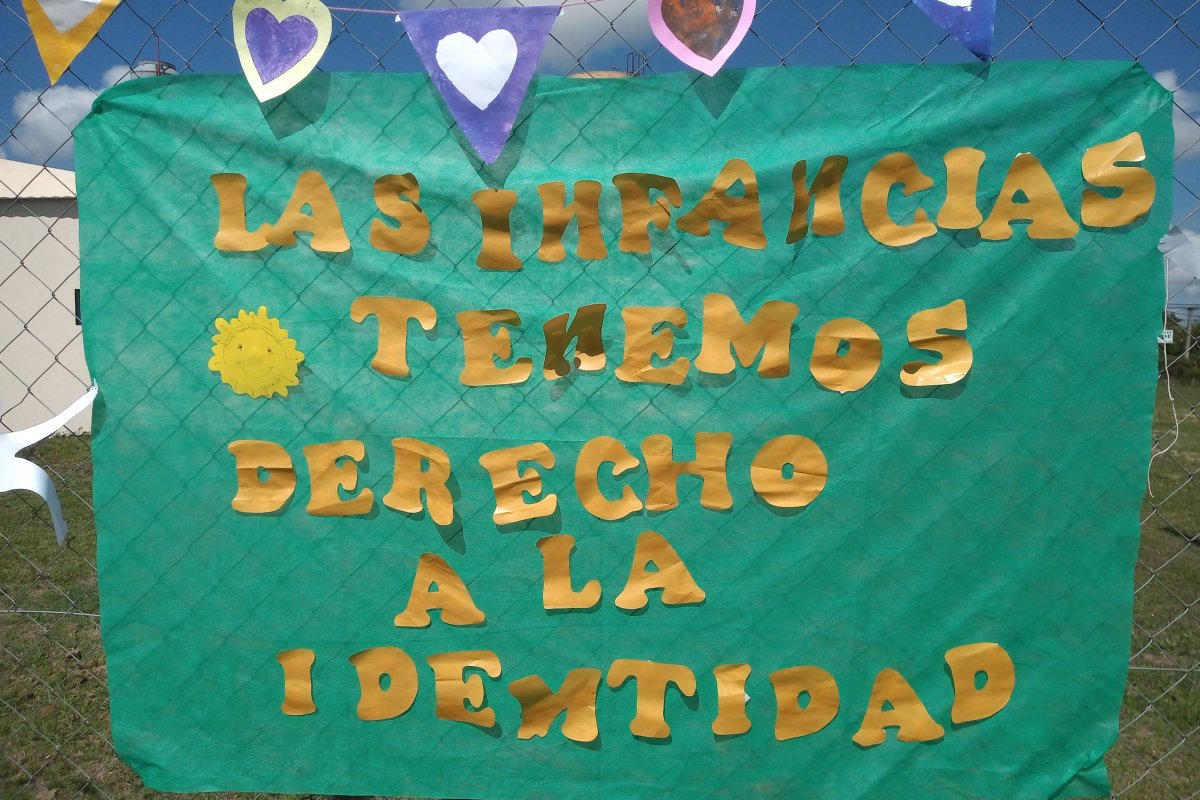 LAS INFANCIAS
TENEMOS
DERECHO
A LA
IDENTIDAD